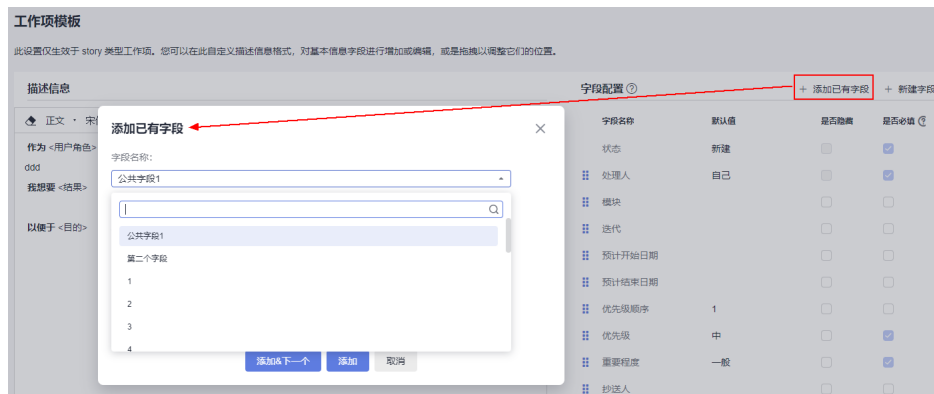 工作项模板
此设置仅生效于 story 类型工作项。您可以在此自定义描述信息格式，对基本信息字段进行增加或编辑，或是拖拽以调整它们的位置。
描述信息
正文 · 宋
作为 <用户角色>
ddd
我想要 <结果>
以便于 <目的>
添加已有字段
字段名称：
公共字段1
公共字段1
第二个字段
1
2
3
4
添加&下一个 添加 取消
字段配置 ? + 添加已有字段 + 新建字段
字段名称 默认值 是否隐藏 是否必填 ?
状态 新建
处理人 自己
模块
迭代
预计开始日期
预计结束日期
优先级顺序 1
优先级 中
重要程度 一般
抄送人